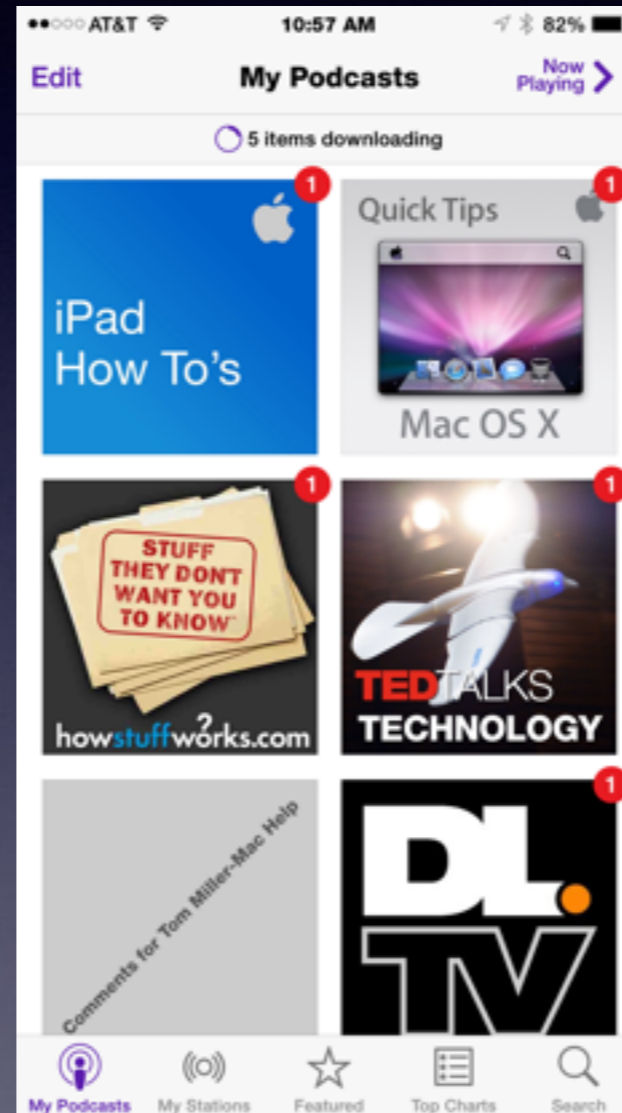 AT&T 10:57 AM 82%
Edit My Podcasts Now Playing
5 items downloading
1 1
Quick Tips
iPad
How To's
Mac OS X
1 1
STUFF
THEY DON'T
WANT YOU
TO KNOW
howstuffworks.com
TEDTALKS
TECHNOLOGY
1
Comments for Tom Miller-Mac Help
DL.
TV
My Podcasts My Stations Featured Top Charts Search